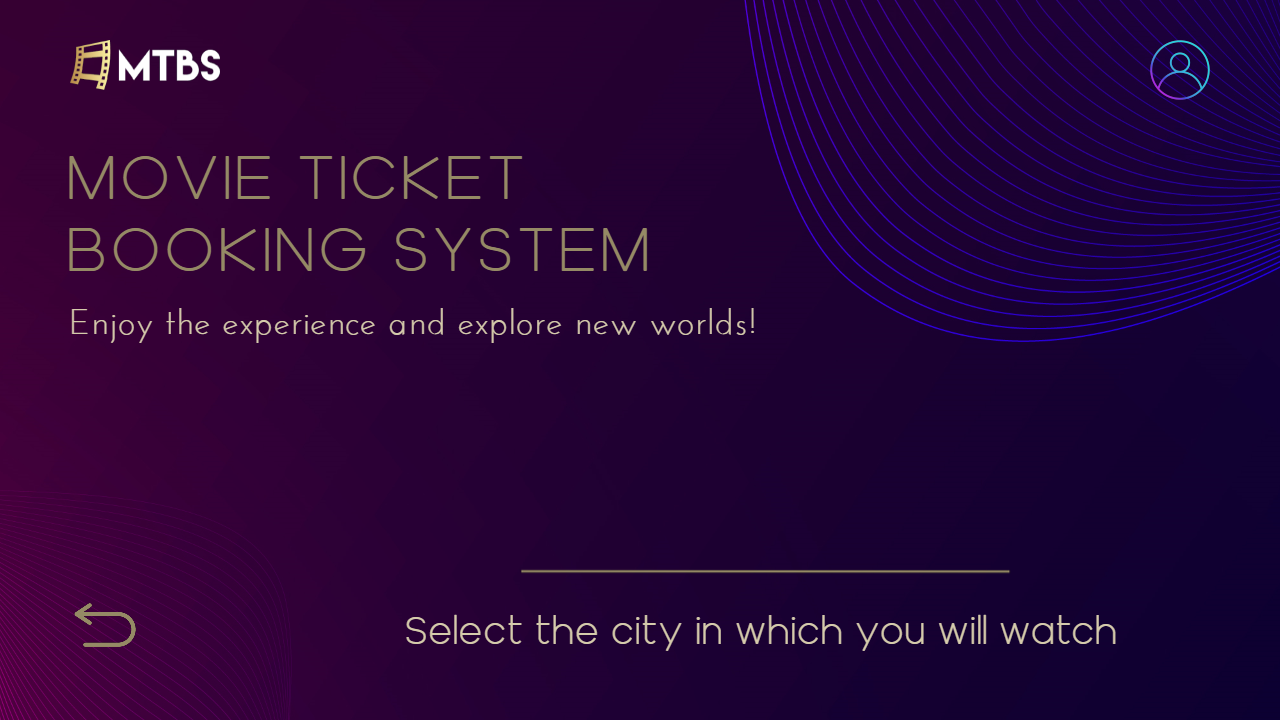 MTBS
MOVIE TICKET
BOOKING SYSTEM
Enjoy the experience and explore new worlds!
Select the city in which you will watch